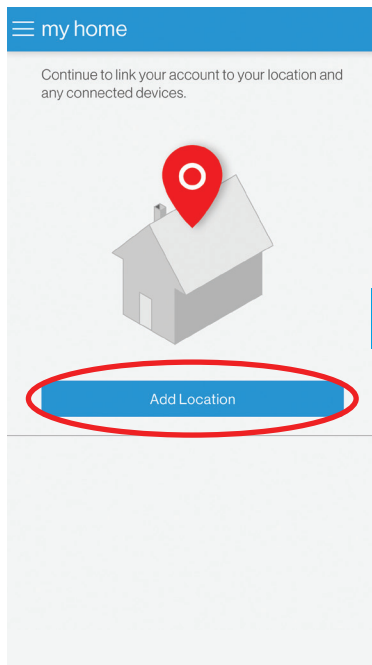 my home
Continue to link your account to your location and
any connected devices.
Add Location